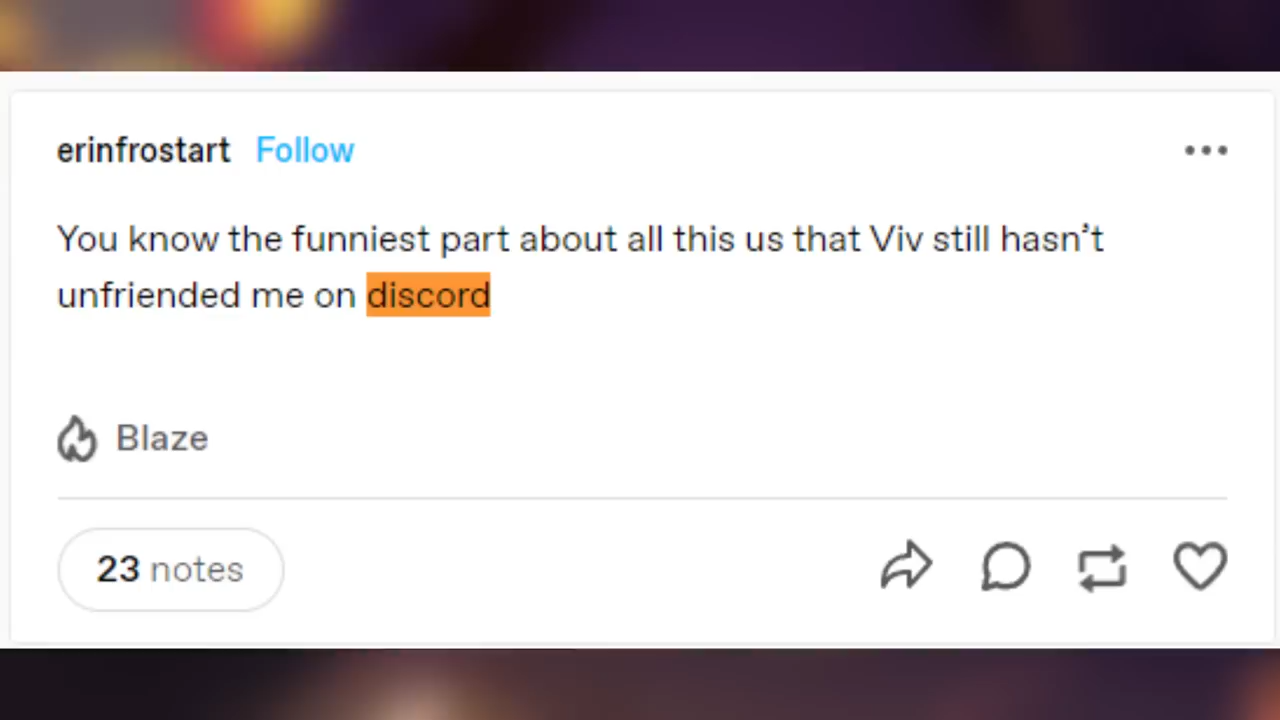 erinfrostart Follow
You know the funniest part about all this us that Viv still hasn’t
unfriended me on discord
Blaze
23 notes